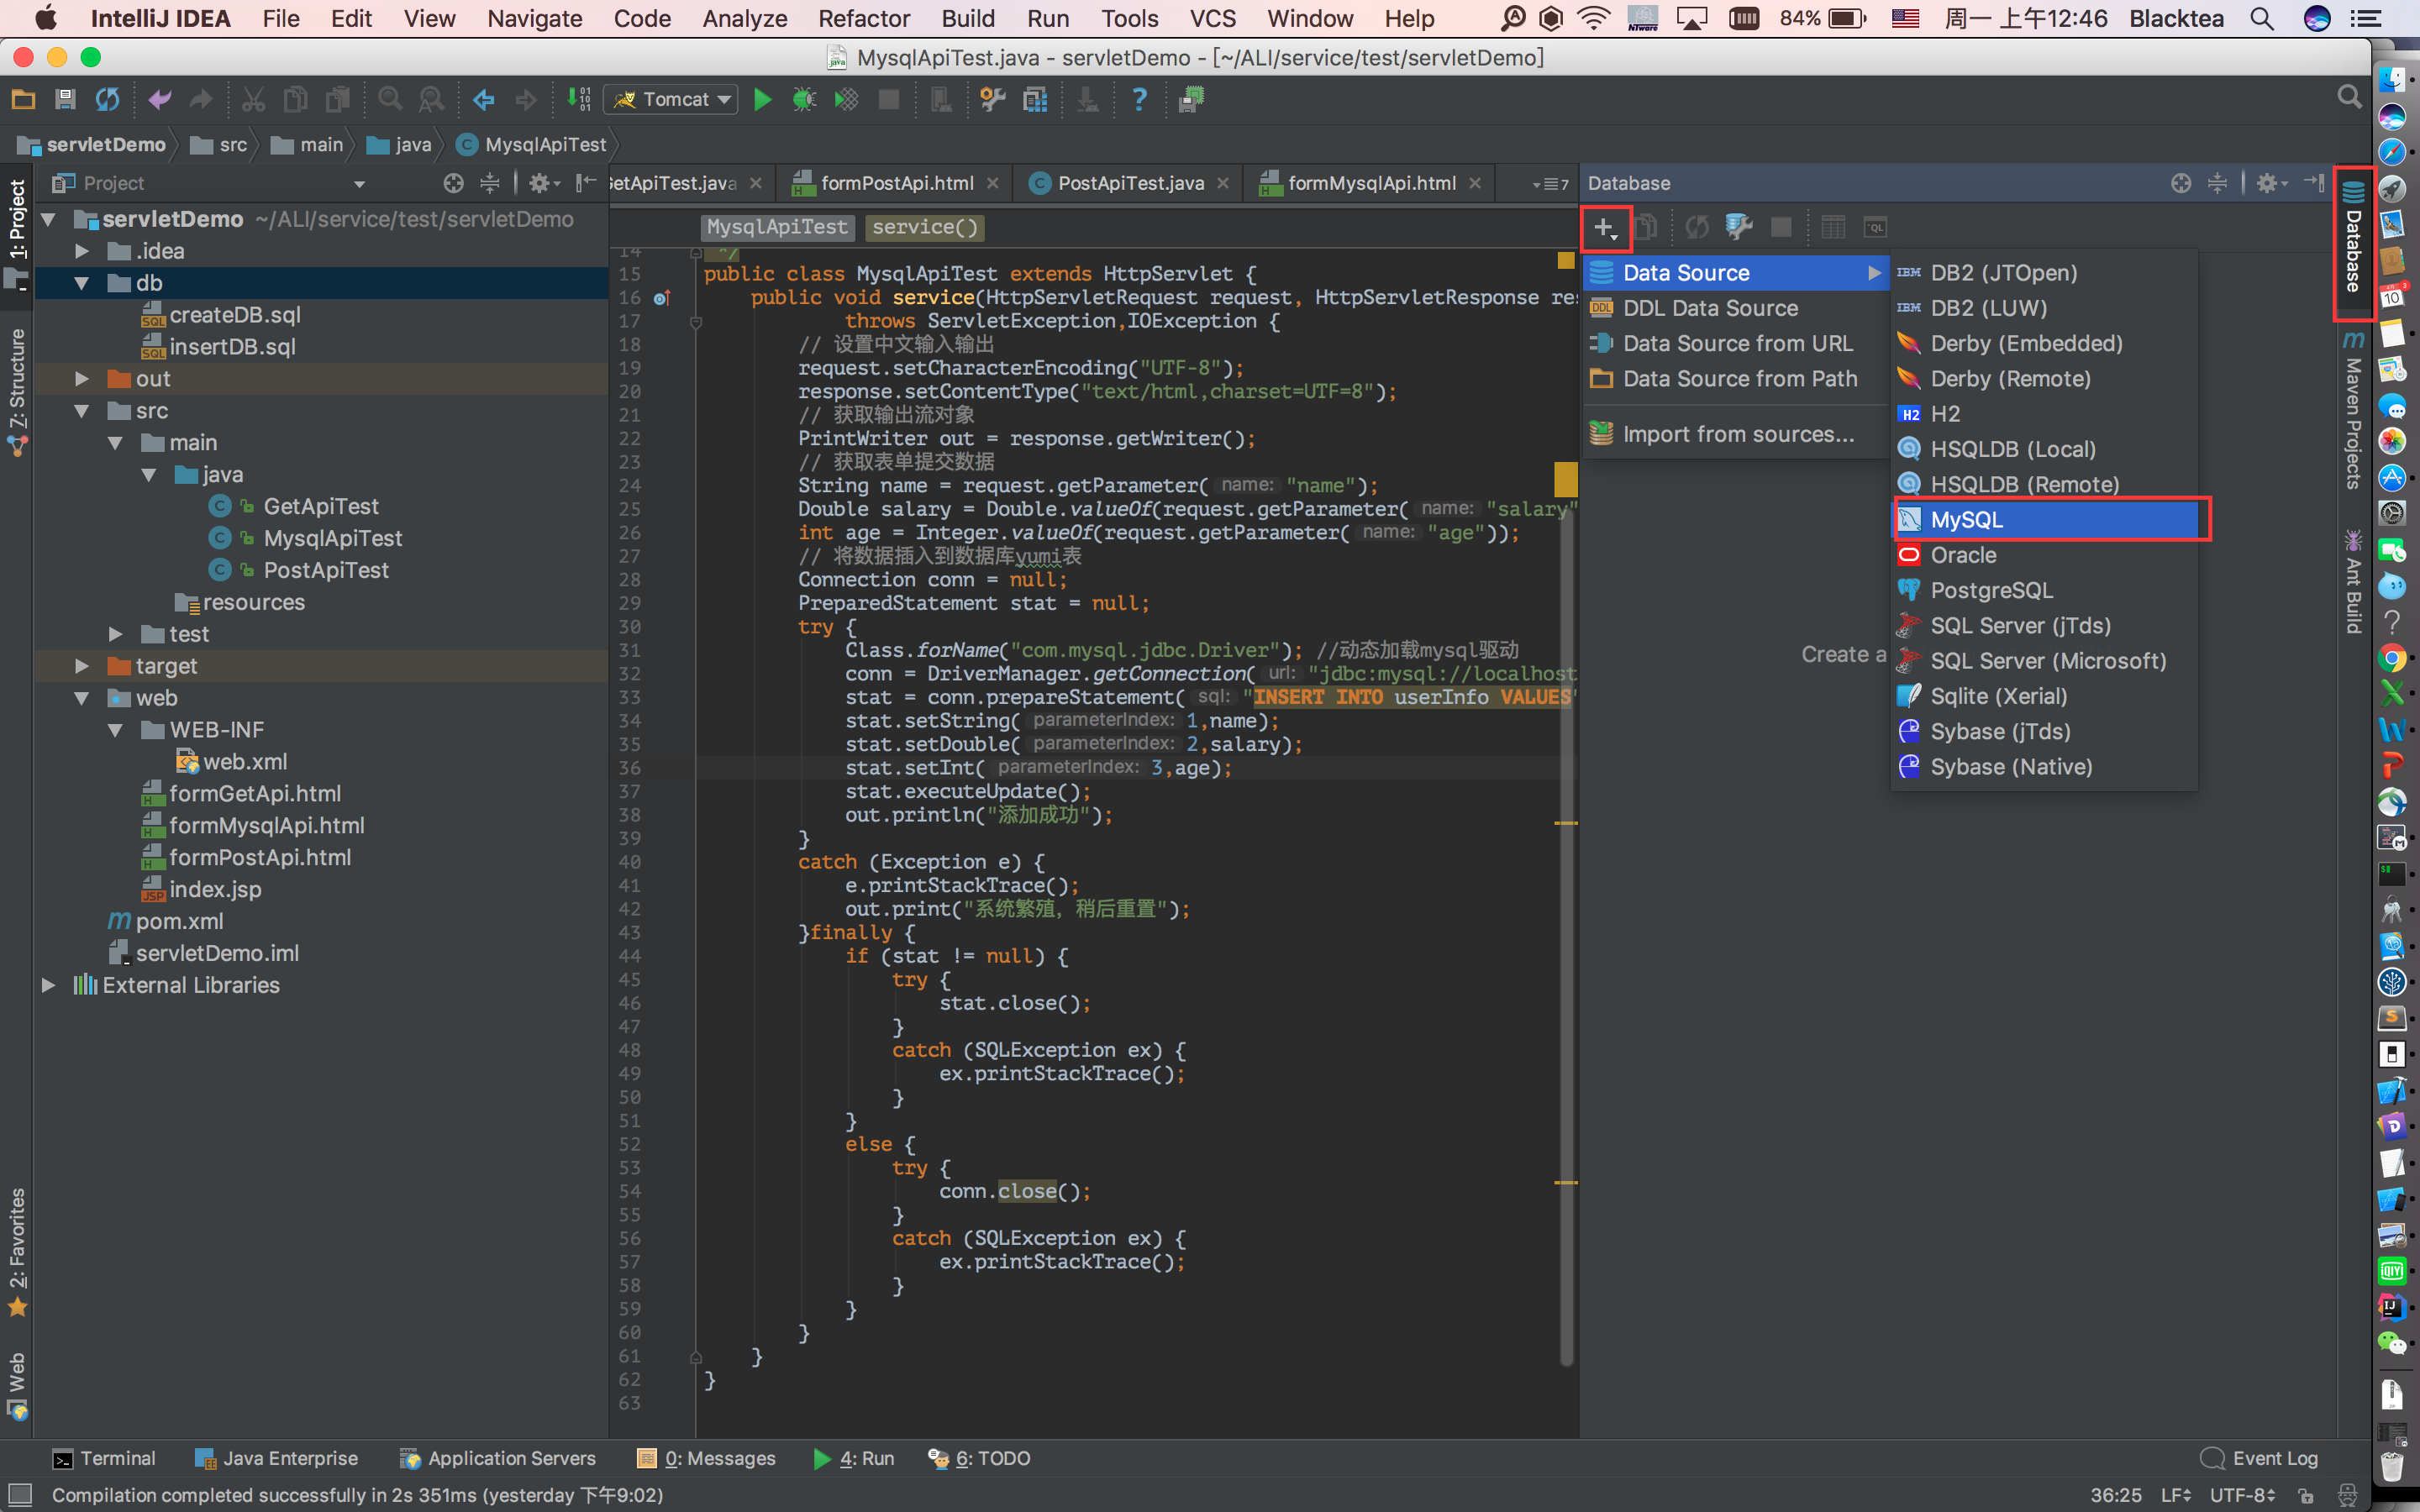 IntelliJ IDEA File Edit View Navigate Code Analyze Refactor Build Run Tools VCS Window Help 84% 周一 上午12:46 Blacktea
MysqlApiTest.java - servletDemo - [~/ALI/service/test/servletDemo]
Tomcat
servletDemo src main java MysqlApiTest
Project
etApiTest.java formPostApi.html PostApiTest.java formMysqlApi.html 7
Database
1: Project
Z: Structure
2: Favorites
Web
servletDemo ~/ALI/service/test/servletDemo
.idea
db
createDB.sql
insertDB.sql
out
src
main
java
GetApiTest
MysqlApiTest
PostApiTest
resources
test
target
web
WEB-INF
web.xml
formGetApi.html
formMysqlApi.html
formPostApi.html
index.jsp
pom.xml
servletDemo.iml
External Libraries
MysqlApiTest service()
14 */
15 public class MysqlApiTest extends HttpServlet {
16 public void service(HttpServletRequest request, HttpServletResponse res
17 throws ServletException,IOException {
18 // 设置中文输入输出
19 request.setCharacterEncoding("UTF-8");
20 response.setContentType("text/html,charset=UTF=8");
21 // 获取输出流对象
22 PrintWriter out = response.getWriter();
23 // 获取表单提交数据
24 String name = request.getParameter( name: "name");
25 Double salary = Double.valueOf(request.getParameter( name: "salary"
26 int age = Integer.valueOf(request.getParameter( name: "age"));
27 // 将数据插入到数据库yumi表
28 Connection conn = null;
29 PreparedStatement stat = null;
30 try {
31 Class.forName("com.mysql.jdbc.Driver"); //动态加载mysql驱动
32 conn = DriverManager.getConnection( url: "jdbc:mysql://localhost
33 stat = conn.prepareStatement( sql: "INSERT INTO userInfo VALUES
34 stat.setString( parameterIndex: 1,name);
35 stat.setDouble( parameterIndex: 2,salary);
36 stat.setInt( parameterIndex: 3,age);
37 stat.executeUpdate();
38 out.println("添加成功");
39 }
40 catch (Exception e) {
41 e.printStackTrace();
42 out.print("系统繁殖，稍后重置");
43 }finally {
44 if (stat != null) {
45 try {
46 stat.close();
47 }
48 catch (SQLException ex) {
49 ex.printStackTrace();
50 }
51 }
52 else {
53 try {
54 conn.close();
55 }
56 catch (SQLException ex) {
57 ex.printStackTrace();
58 }
59 }
60 }
61 }
62 }
63
Data Source
DDL Data Source
Data Source from URL
Data Source from Path
Import from sources...
Create a
DB2 (JTOpen)
DB2 (LUW)
Derby (Embedded)
Derby (Remote)
H2
HSQLDB (Local)
HSQLDB (Remote)
MySQL
Oracle
PostgreSQL
SQL Server (jTds)
SQL Server (Microsoft)
Sqlite (Xerial)
Sybase (jTds)
Sybase (Native)
Database
Maven Projects
Ant Build
Terminal Java Enterprise Application Servers 0: Messages 4: Run 6: TODO Event Log
Compilation completed successfully in 2s 351ms (yesterday 下午9:02) 36:25 LF UTF-8